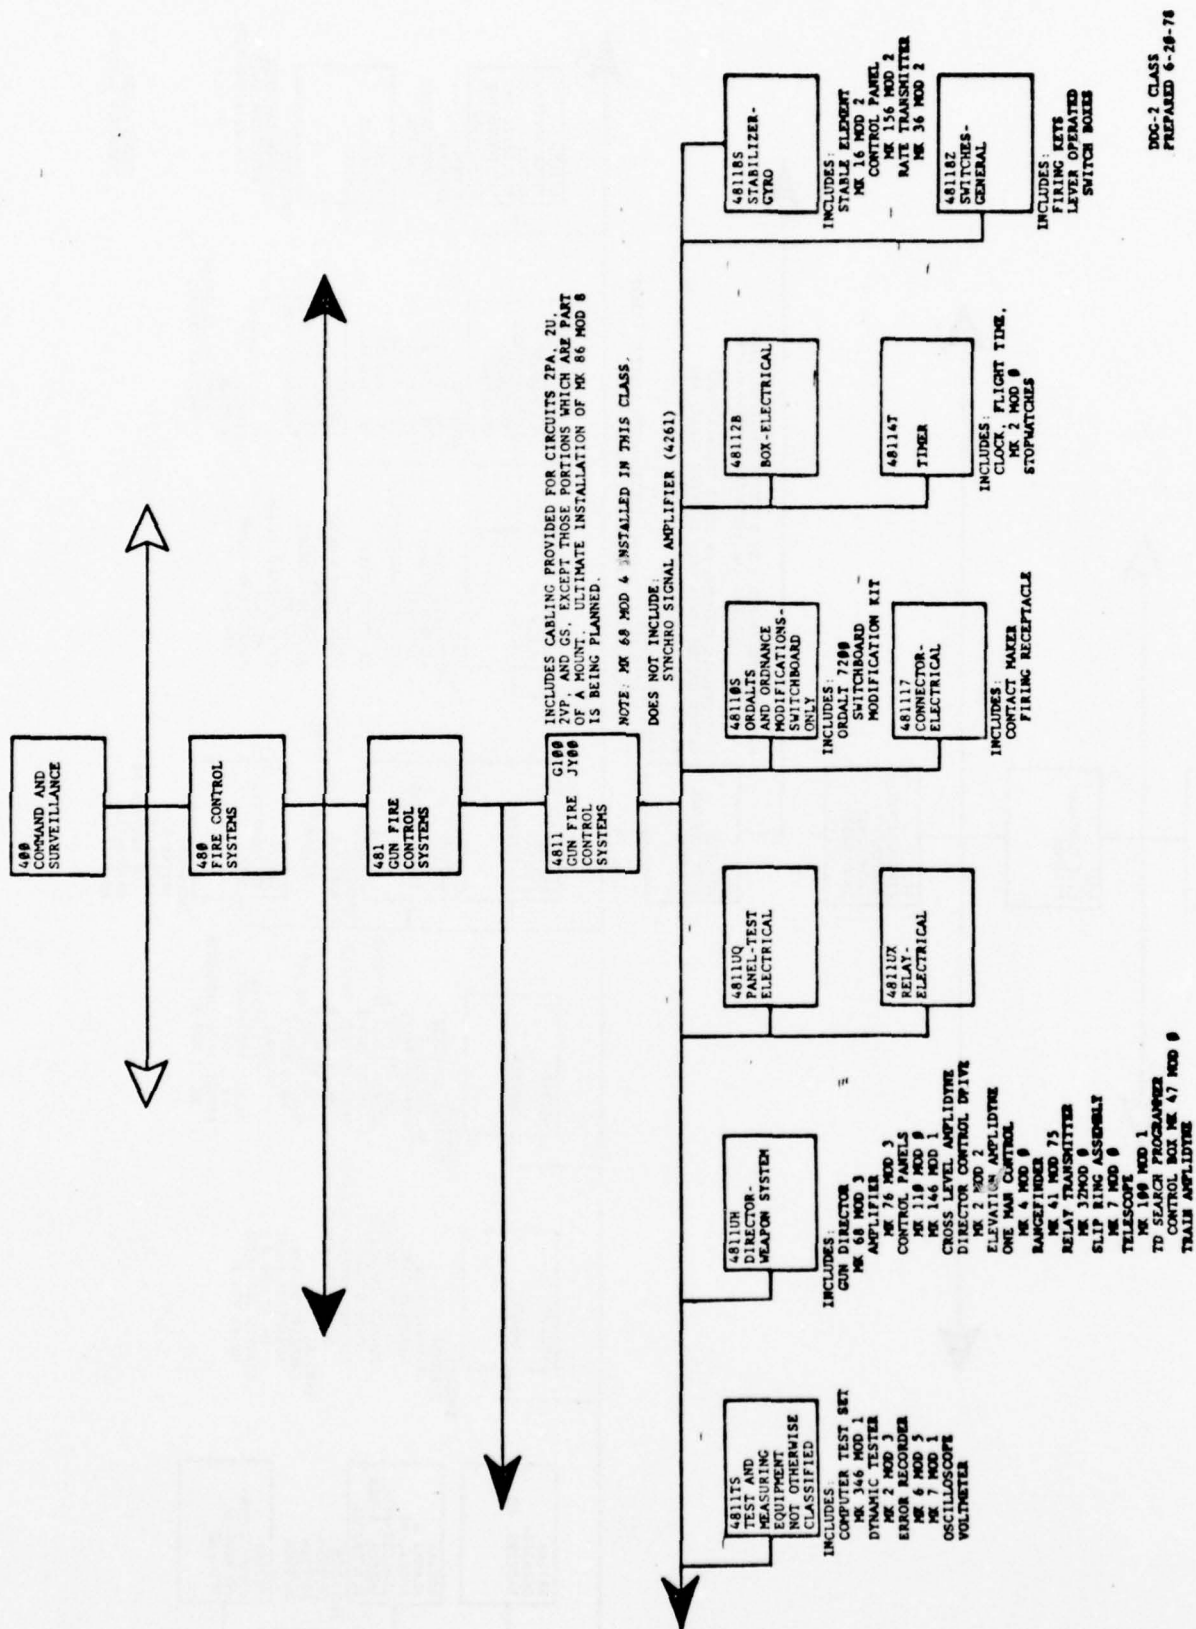 400
COMMAND AND
SURVEILLANCE
480
FIRE CONTROL
SYSTEMS
481
GUN FIRE
CONTROL
SYSTEMS
4811 G100
GUN FIRE JY00
CONTROL
SYSTEMS
INCLUDES CABLING PROVIDED FOR CIRCUITS 2PA, 2U,
2VP, AND GS, EXCEPT THOSE PORTIONS WHICH ARE PART
OF A MOUNT. ULTIMATE INSTALLATION OF MK 86 MOD 8
IS BEING PLANNED.
NOTE: MK 68 MOD 4 INSTALLED IN THIS CLASS.
DOES NOT INCLUDE:
SYNCHRO SIGNAL AMPLIFIER (4261)
4811TS
TEST AND
MEASURING
EQUIPMENT
NOT OTHERWISE
CLASSIFIED
INCLUDES:
COMPUTER TEST SET
MK 346 MOD 1
DYNAMIC TESTER
MK 2 MOD 3
ERROR RECORDER
MK 6 MOD 5
MK 7 MOD 1
OSCILLOSCOPE
VOLTMETER
4811UH
DIRECTOR-
WEAPON SYSTEM
INCLUDES:
GUN DIRECTOR
MK 68 MOD 3
AMPLIFIER
MK 76 MOD 3
CONTROL PANELS
MK 110 MOD 0
MK 146 MOD 1
CROSS LEVEL AMPLIDYNE
DIRECTOR CONTROL DRIVE
MK 2 MOD 2
ELEVATION AMPLIDYNE
ONE MAN CONTROL
MK 4 MOD 0
RANGEFINDER
MK 41 MOD 75
RELAY TRANSMITTER
MK 32MOD 0
SLIP RING ASSEMBLY
MK 7 MOD 0
TELESCOPE
MK 100 MOD 1
TD SEARCH PROGRAMMER
CONTROL BOX MK 47 MOD 0
TRAIN AMPLIDYNE
4811UQ
PANEL-TEST
ELECTRICAL
4811UX
RELAY-
ELECTRICAL
48110S
ORDALTS
AND ORDNANCE
MODIFICATIONS-
SWITCHBOARD
ONLY
INCLUDES:
ORDALT 7200
SWITCHBOARD
MODIFICATION KIT
481117
CONNECTOR-
ELECTRICAL
INCLUDES:
CONTACT MAKER
FIRING RECEPTACLE
48112B
BOX-ELECTRICAL
48114T
TIMER
INCLUDES:
CLOCK, FLIGHT TIME,
MK 2 MOD 0
STOPWATCHES
48118S
STABILIZER-
GYRO
INCLUDES:
STABLE ELEMENT
MK 16 MOD 2
CONTROL PANEL
MK 156 MOD 2
RATE TRANSMITTER
MK 36 MOD 2
48118Z
SWITCHES-
GENERAL
INCLUDES:
FIRING KEYS
LEVER OPERATED
SWITCH BOXES
DDG-2 CLASS
PREPARED 6-20-78